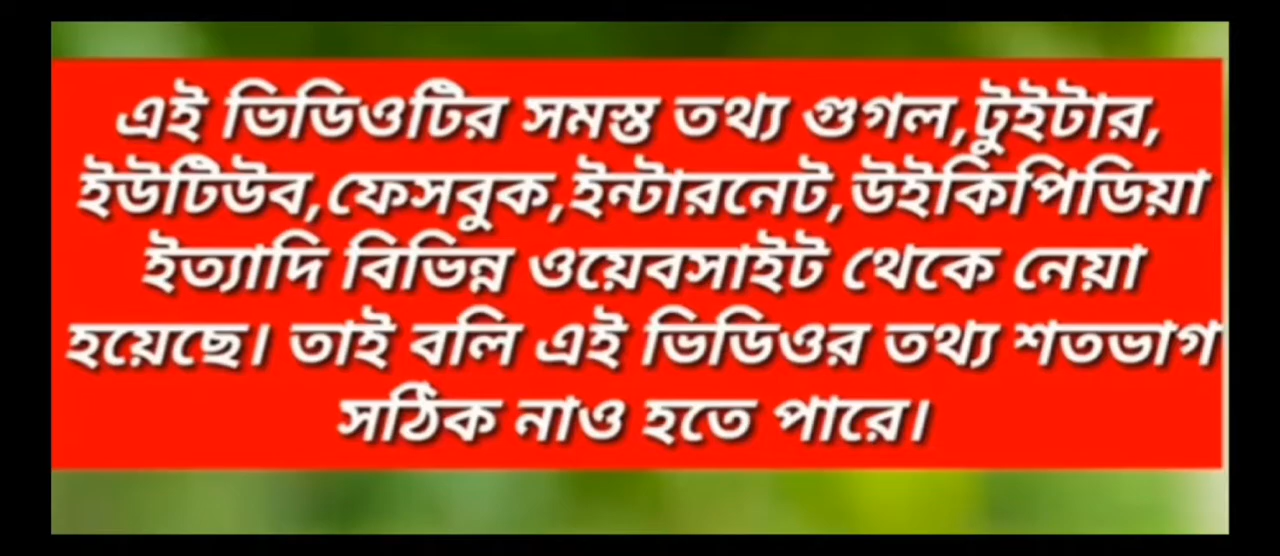 এই ভিডিওটির সমস্ত তথ্য গুগল,টুইটার,
ইউটিউব,ফেসবুক,ইন্টারনেট,উইকিপিডিয়া
ইত্যাদি বিভিন্ন ওয়েবসাইট থেকে নেয়া
হয়েছে। তাই বলি এই ভিডিওর তথ্য শতভাগ
সঠিক নাও হতে পারে।